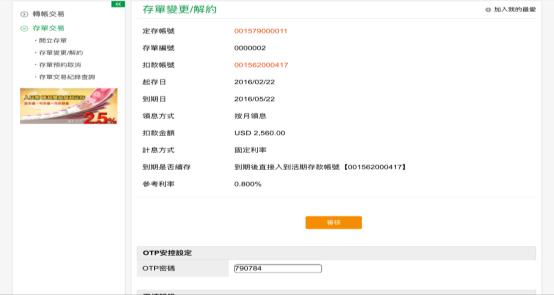 轉帳交易
存單交易
・開立存單
・存單變更/解約
・存單預約取消
・存單交易紀錄查詢
2.5%
存單變更/解約
加入我的最愛
定存帳號 001579000011
存單編號 0000002
扣款帳號 001562000417
起存日 2016/02/22
到期日 2016/05/22
領息方式 按月領息
扣款金額 USD 2,560.00
計息方式 固定利率
到期是否續存 到期後直接入到活期存款帳號【001562000417】
參考利率 0.800%
審核
OTP安控設定
OTP密碼 790784